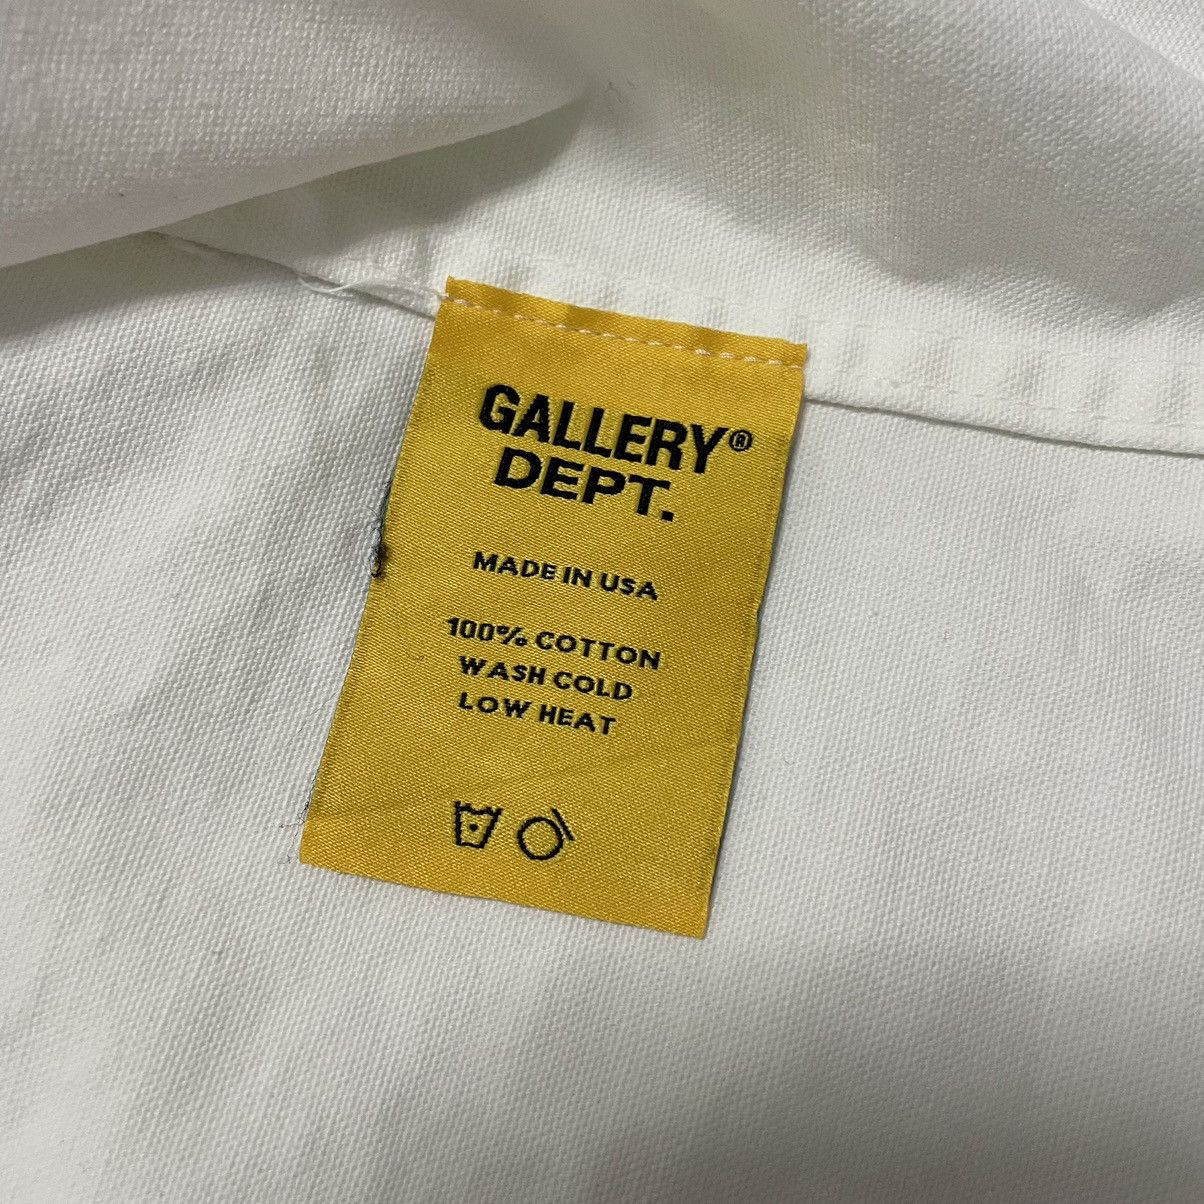 GALLERY®
DEPT.
MADE IN USA
100% COTTON
WASH COLD
LOW HEAT